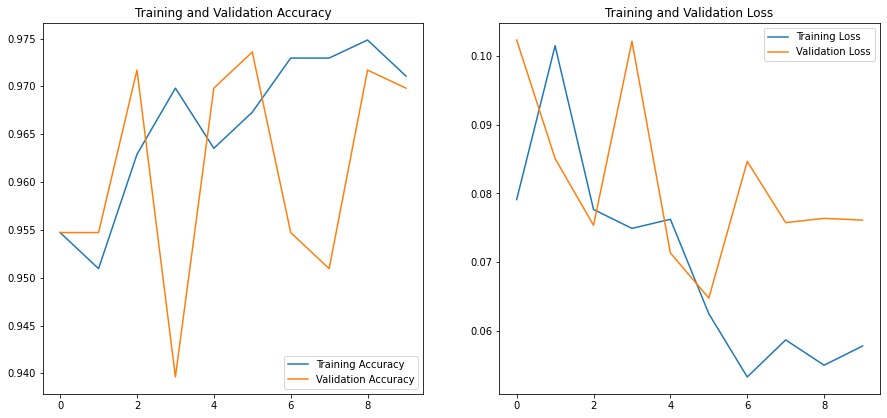 Training and Validation Accuracy
0.975
0.970
0.965
0.960
0.955
0.950
0.945
0.940
0 2 4 6 8
Training Accuracy
Validation Accuracy
Training and Validation Loss
0.10
0.09
0.08
0.07
0.06
0 2 4 6 8
Training Loss
Validation Loss